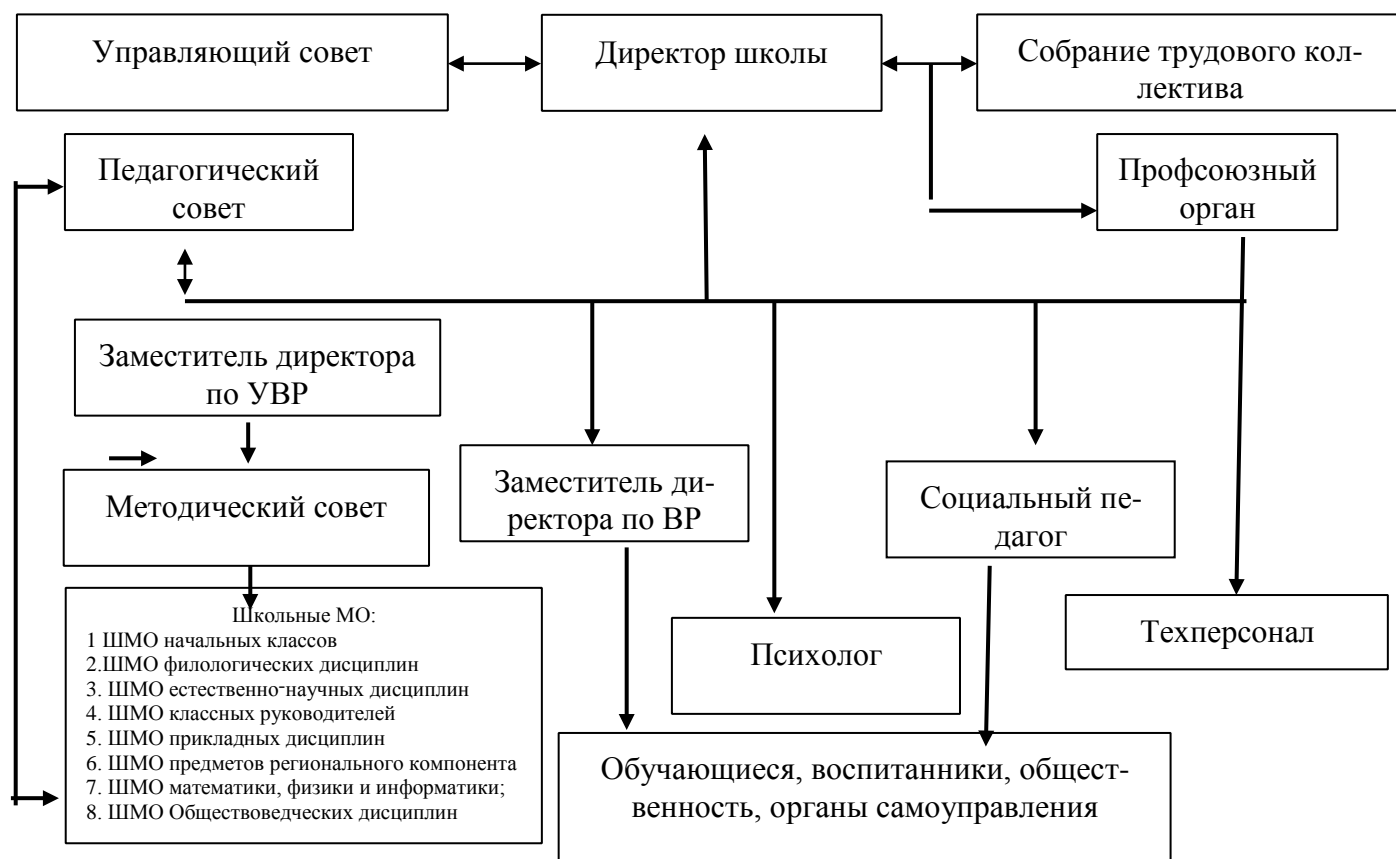 Управляющий совет
Директор школы
Собрание трудового кол-
лектива
Педагогический
совет
Профсоюзный
орган
Заместитель директора
по УВР
Методический совет
Заместитель ди-
ректора по ВР
Социальный пе-
дагог
Школьные МО:
1 ШМО начальных классов
2.ШМО филологических дисциплин
3. ШМО естественно-научных дисциплин
4. ШМО классных руководителей
5. ШМО прикладных дисциплин
6. ШМО предметов регионального компонента
7. ШМО математики, физики и информатики;
8. ШМО Обществоведческих дисциплин
Психолог
Техперсонал
Обучающиеся, воспитанники, общест-
венность, органы самоуправления